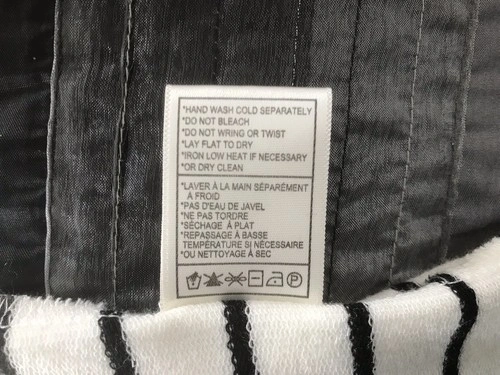 *HAND WASH COLD SEPARATELY
*DO NOT BLEACH
*DO NOT WRING OR TWIST
*LAY FLAT TO DRY
*IRON LOW HEAT IF NECESSARY
*OR DRY CLEAN
*LAVER À LA MAIN SÉPARÉMENT
A FROID
*PAS D'EAU DE JAVEL
*NE PAS TORDRE
*SÉCHAGE À PLAT
*REPASSAGE À BASSE
TEMPÉRATURE SI NÉCESSAIRE
*OU NETTOYAGE À SEC
P